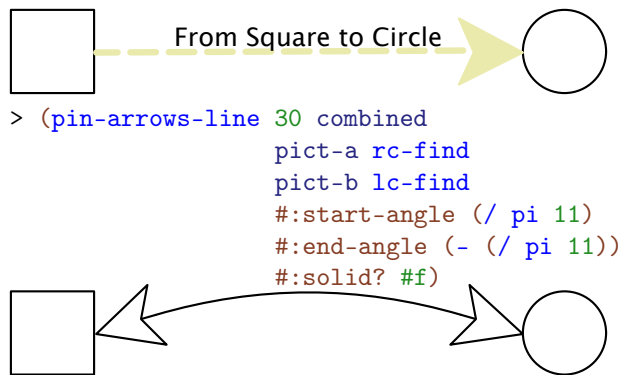 From Square to Circle
> (pin-arrows-line 30 combined
pict-a rc-find
pict-b lc-find
#:start-angle (/ pi 11)
#:end-angle (- (/ pi 11))
#:solid? #f)